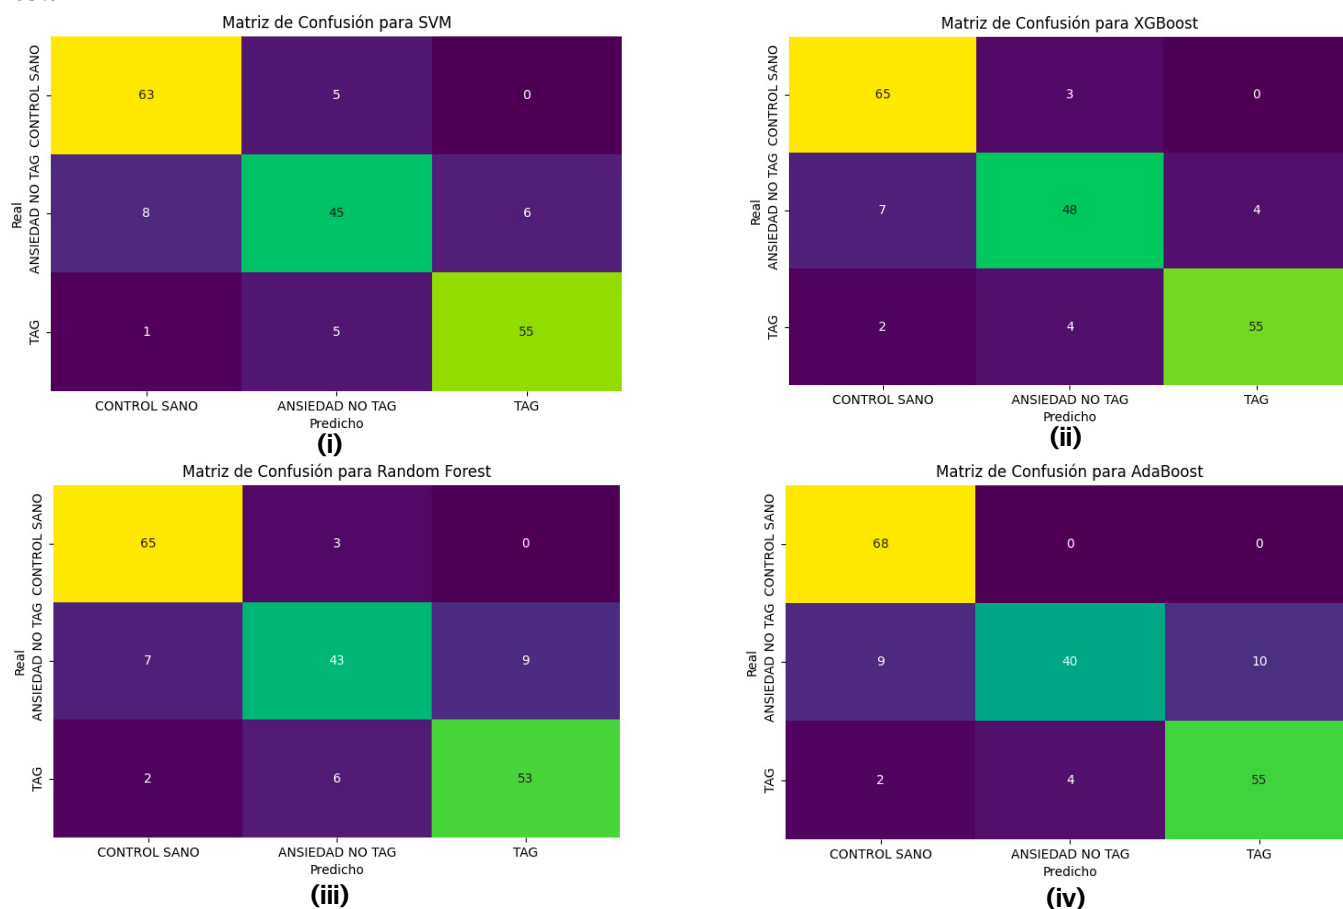 Matriz de Confusión para SVM
CONTROL SANO
ANSIEDAD NO TAG
TAG
Real
63 5 0
8 45 6
1 5 55
CONTROL SANO ANSIEDAD NO TAG TAG
Predicho
(i)
Matriz de Confusión para XGBoost
CONTROL SANO
ANSIEDAD NO TAG
TAG
Real
65 3 0
7 48 4
2 4 55
CONTROL SANO ANSIEDAD NO TAG TAG
Predicho
(ii)
Matriz de Confusión para Random Forest
CONTROL SANO
ANSIEDAD NO TAG
TAG
Real
65 3 0
7 43 9
2 6 53
CONTROL SANO ANSIEDAD NO TAG TAG
Predicho
(iii)
Matriz de Confusión para AdaBoost
CONTROL SANO
ANSIEDAD NO TAG
TAG
Real
68 0 0
9 40 10
2 4 55
CONTROL SANO ANSIEDAD NO TAG TAG
Predicho
(iv)